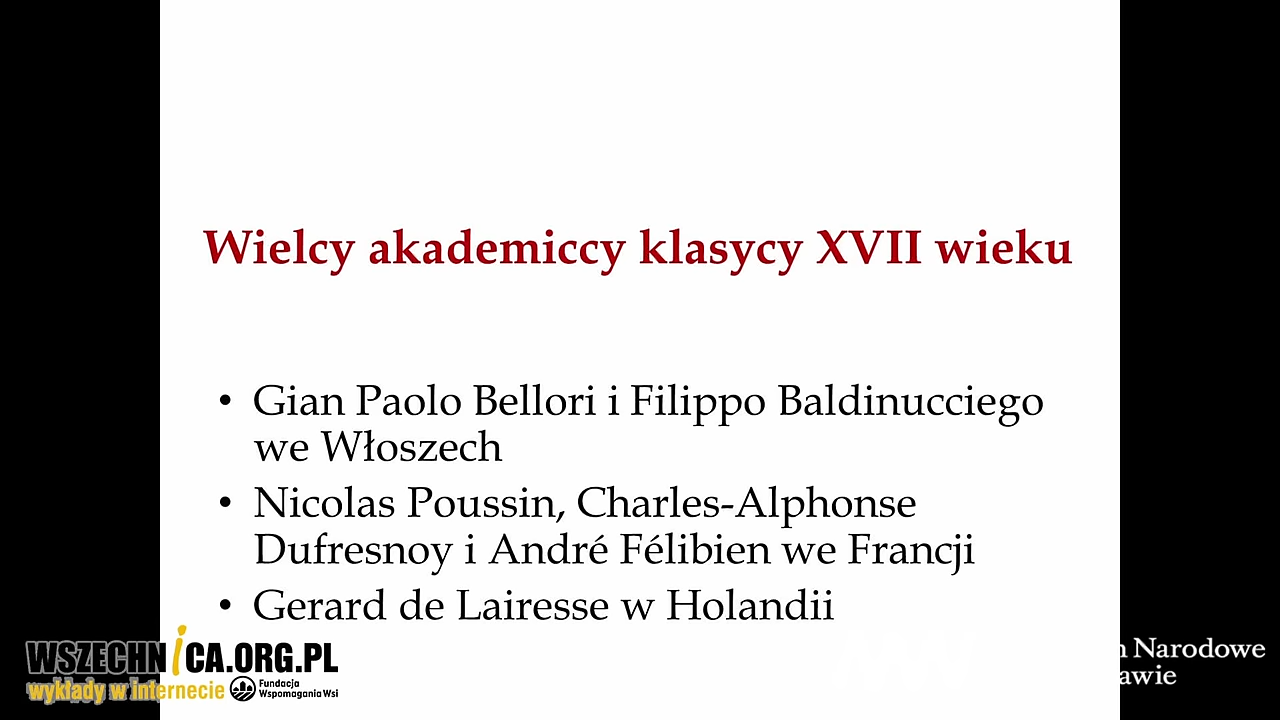 Wielcy akademiccy klasycy XVII wieku
• Gian Paolo Bellori i Filippo Baldinucciego
we Włoszech
• Nicolas Poussin, Charles-Alphonse
Dufresnoy i André Félibien we Francji
• Gerard de Lairesse w Holandii
WSZECHNICA.ORG.PL
wykłady w internecie
Fundacja
Wspomagania Wsi
Narodowe